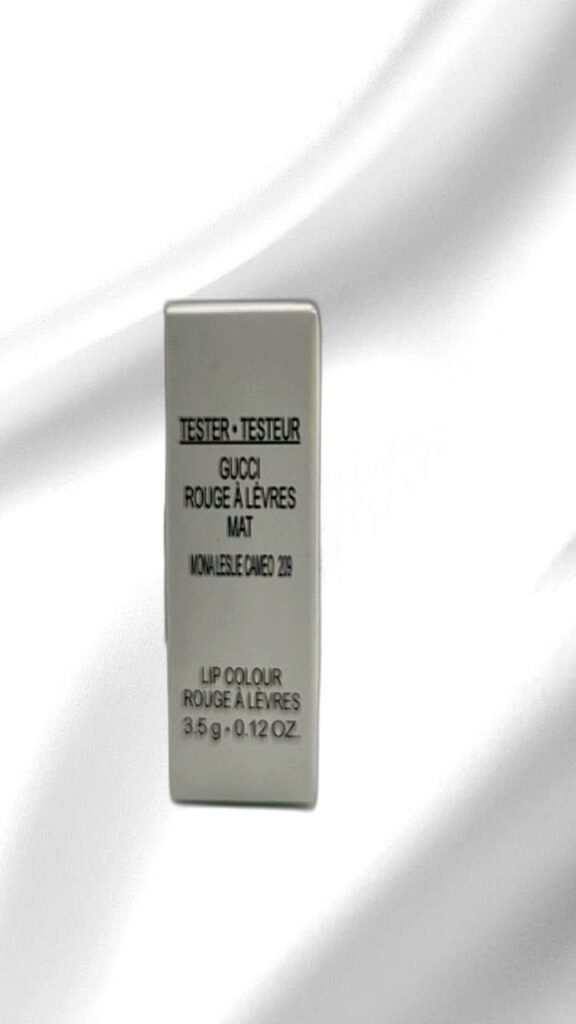 TESTER • TESTEUR
GUCCI
ROUGE À LÈVRES
MAT
MONA LESLIE CAMEO 209
LIP COLOUR
ROUGE À LÈVRES
3.5 g • 0.12 OZ.